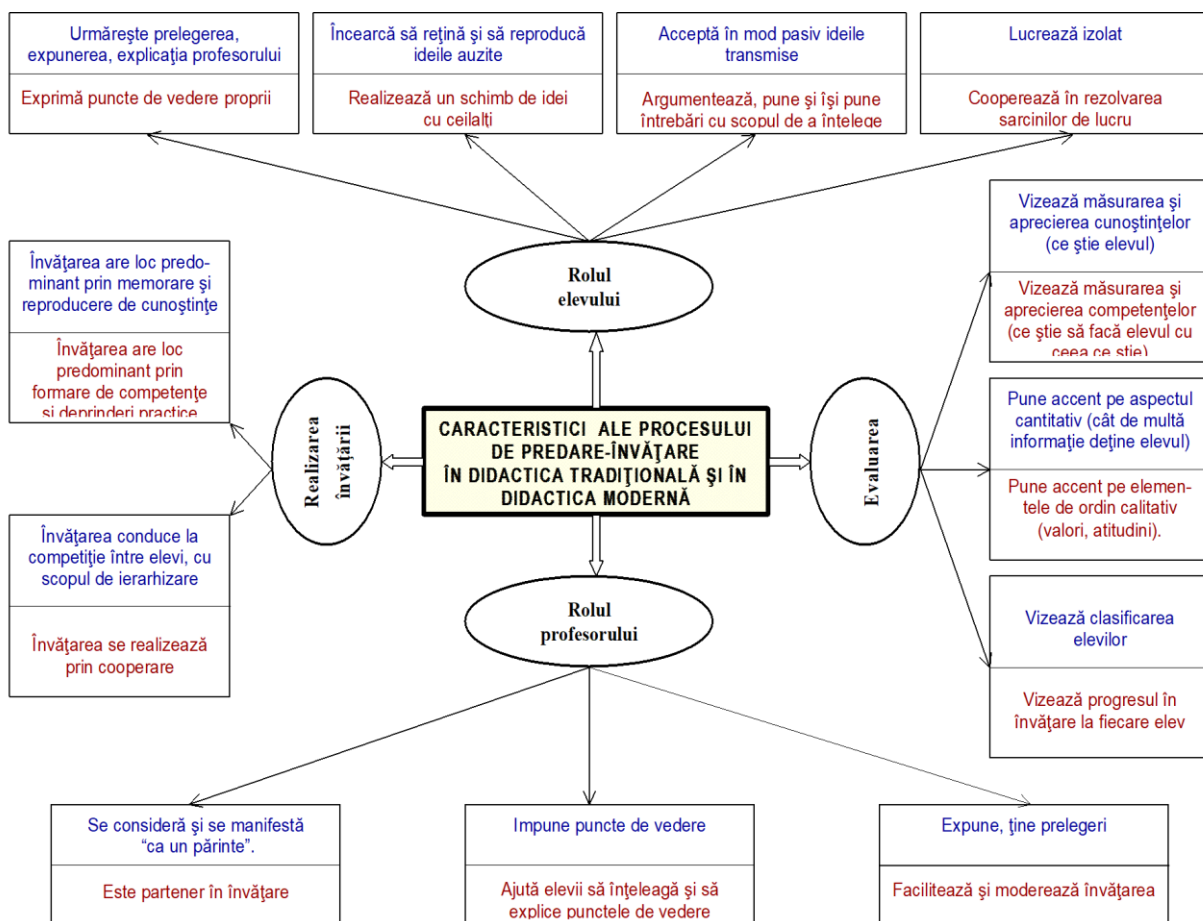 Urmăreşte prelegerea,
expunerea, explicaţia profesorului
Exprimă puncte de vedere proprii
Încearcă să reţină şi să reproducă
ideile auzite
Realizează un schimb de idei
cu ceilalţi
Acceptă în mod pasiv ideile
transmise
Argumentează, pune şi îşi pune
întrebări cu scopul de a înţelege
Lucrează izolat
Cooperează în rezolvarea
sarcinilor de lucru
Rolul
elevului
Învăţarea are loc predo-
minant prin memorare şi
reproducere de cunoştinţe
Învăţarea are loc
predominant prin
formare de competenţe
şi deprinderi practice
Învăţarea conduce la
competiţie între elevi, cu
scopul de ierarhizare
Învăţarea se realizează
prin cooperare
Realizarea
învăţării
CARACTERISTICI ALE PROCESULUI
DE PREDARE-ÎNVĂŢARE
ÎN DIDACTICA TRADIŢIONALĂ ŞI ÎN
DIDACTICA MODERNĂ
Evaluarea
Vizează măsurarea şi
aprecierea cunoştinţelor
(ce ştie elevul)
Vizează măsurarea şi
aprecierea competenţelor
(ce ştie să facă elevul cu
ceea ce ştie)
Pune accent pe aspectul
cantitativ (cât de multă
informaţie deţine elevul)
Pune accent pe elemen-
tele de ordin calitativ
(valori, atitudini).
Vizează clasificarea
elevilor
Vizează progresul în
învăţare la fiecare elev
Rolul
profesorului
Se consideră şi se manifestă
“ca un părinte”.
Este partener în învăţare
Impune puncte de vedere
Ajută elevii să înţeleagă şi să
explice punctele de vedere
Expune, ţine prelegeri
Facilitează şi moderează învăţarea